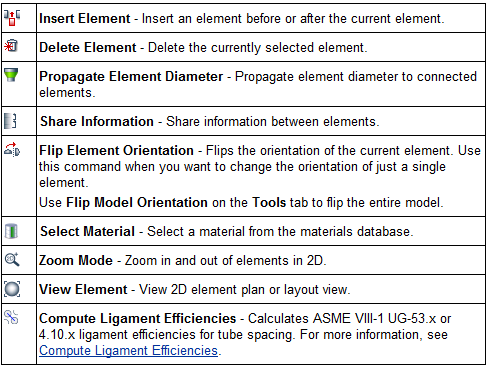 Insert Element - Insert an element before or after the current element.
Delete Element - Delete the currently selected element.
Propagate Element Diameter - Propagate element diameter to connected
elements.
Share Information - Share information between elements.
Flip Element Orientation - Flips the orientation of the current element. Use
this command when you want to change the orientation of just a single
element.
Use Flip Model Orientation on the Tools tab to flip the entire model.
Select Material - Select a material from the materials database.
Zoom Mode - Zoom in and out of elements in 2D.
View Element - View 2D element plan or layout view.
Compute Ligament Efficiencies - Calculates ASME VIII-1 UG-53.x or
4.10.x ligament efficiencies for tube spacing. For more information, see
Compute Ligament Efficiencies.